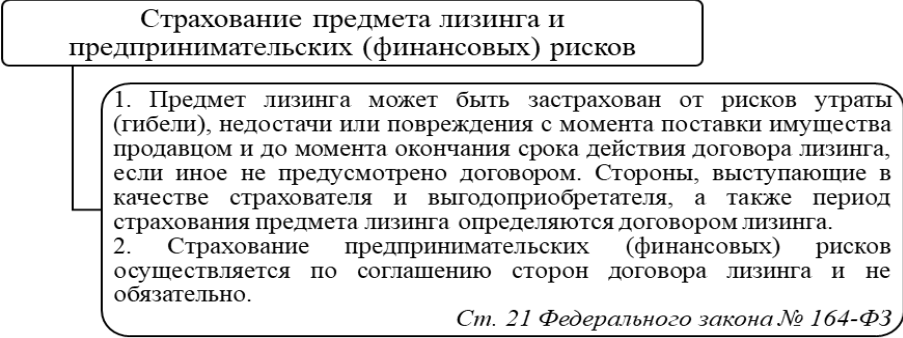 Страхование предмета лизинга и
предпринимательских (финансовых) рисков
1. Предмет лизинга может быть застрахован от рисков утраты
(гибели), недостачи или повреждения с момента поставки имущества
продавцом и до момента окончания срока действия договора лизинга,
если иное не предусмотрено договором. Стороны, выступающие в
качестве страхователя и выгодоприобретателя, а также период
страхования предмета лизинга определяются договором лизинга.
2. Страхование предпринимательских (финансовых) рисков
осуществляется по соглашению сторон договора лизинга и не
обязательно.
Ст. 21 Федерального закона № 164-ФЗ